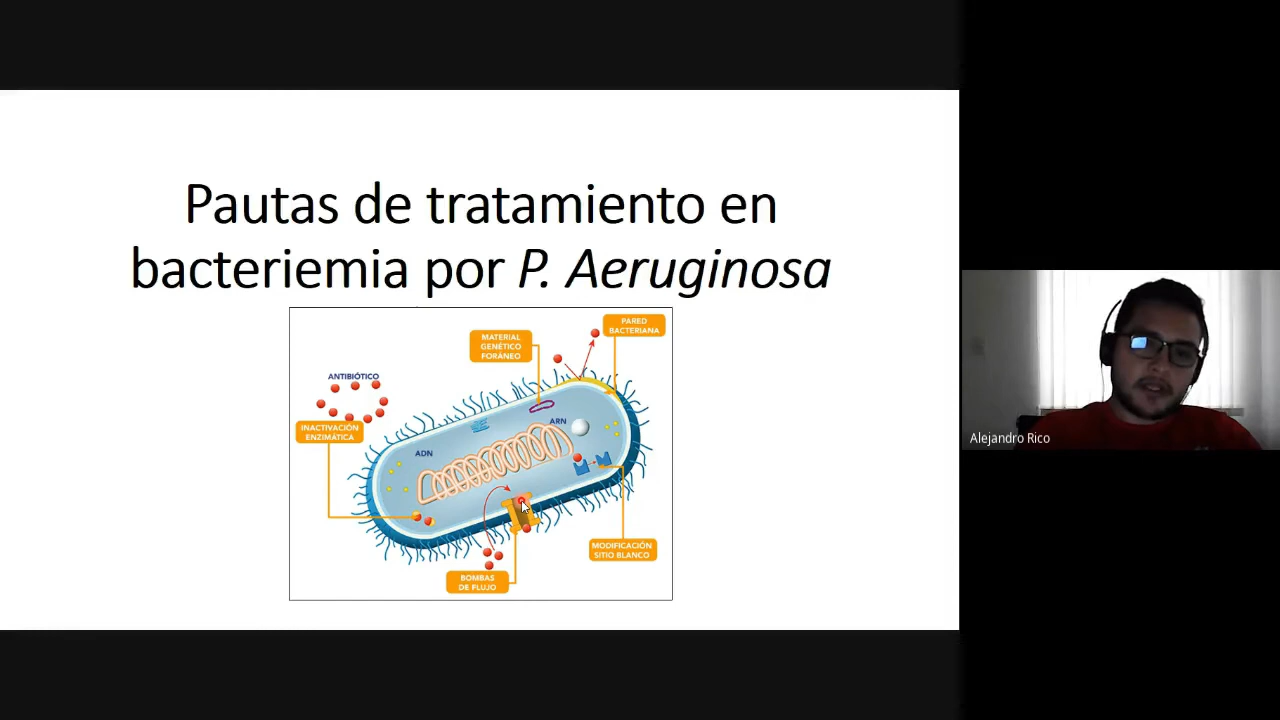 Pautas de tratamiento en
bacteriemia por P. Aeruginosa
PARED
BACTERIANA
MATERIAL
GENÉTICO
FORÁNEO
ANTIBIÓTICO
INACTIVACIÓN
ENZIMÁTICA
ARN
ADN
MODIFICACIÓN
SITIO BLANCO
BOMBAS
DE FLUJO
Alejandro Rico